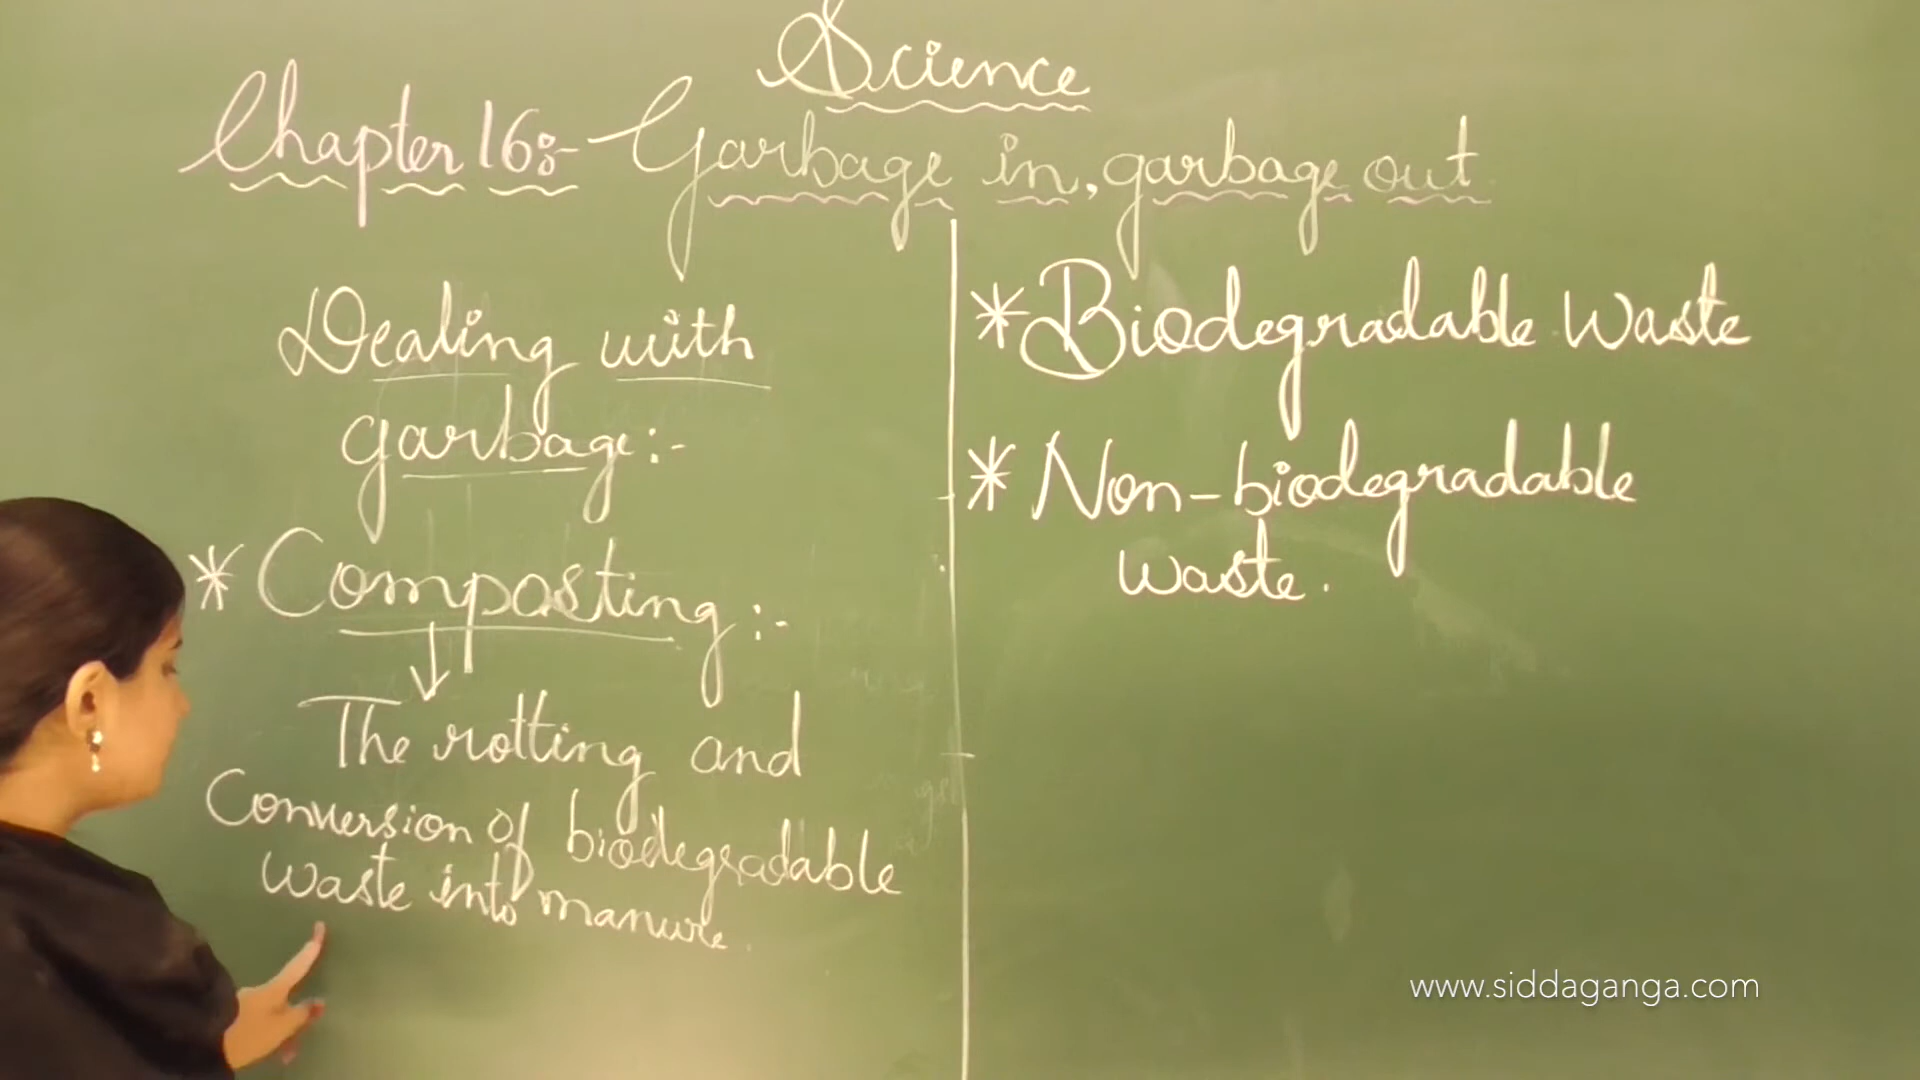 Science
Chapter 16:- Garbage in, garbage out
Dealing with
garbage:-
* Composting:-
↓
The rotting and
Conversion of biodegradable
waste into manure.
* Biodegradable Waste
* Non-biodegradable
waste.
www.siddaganga.com